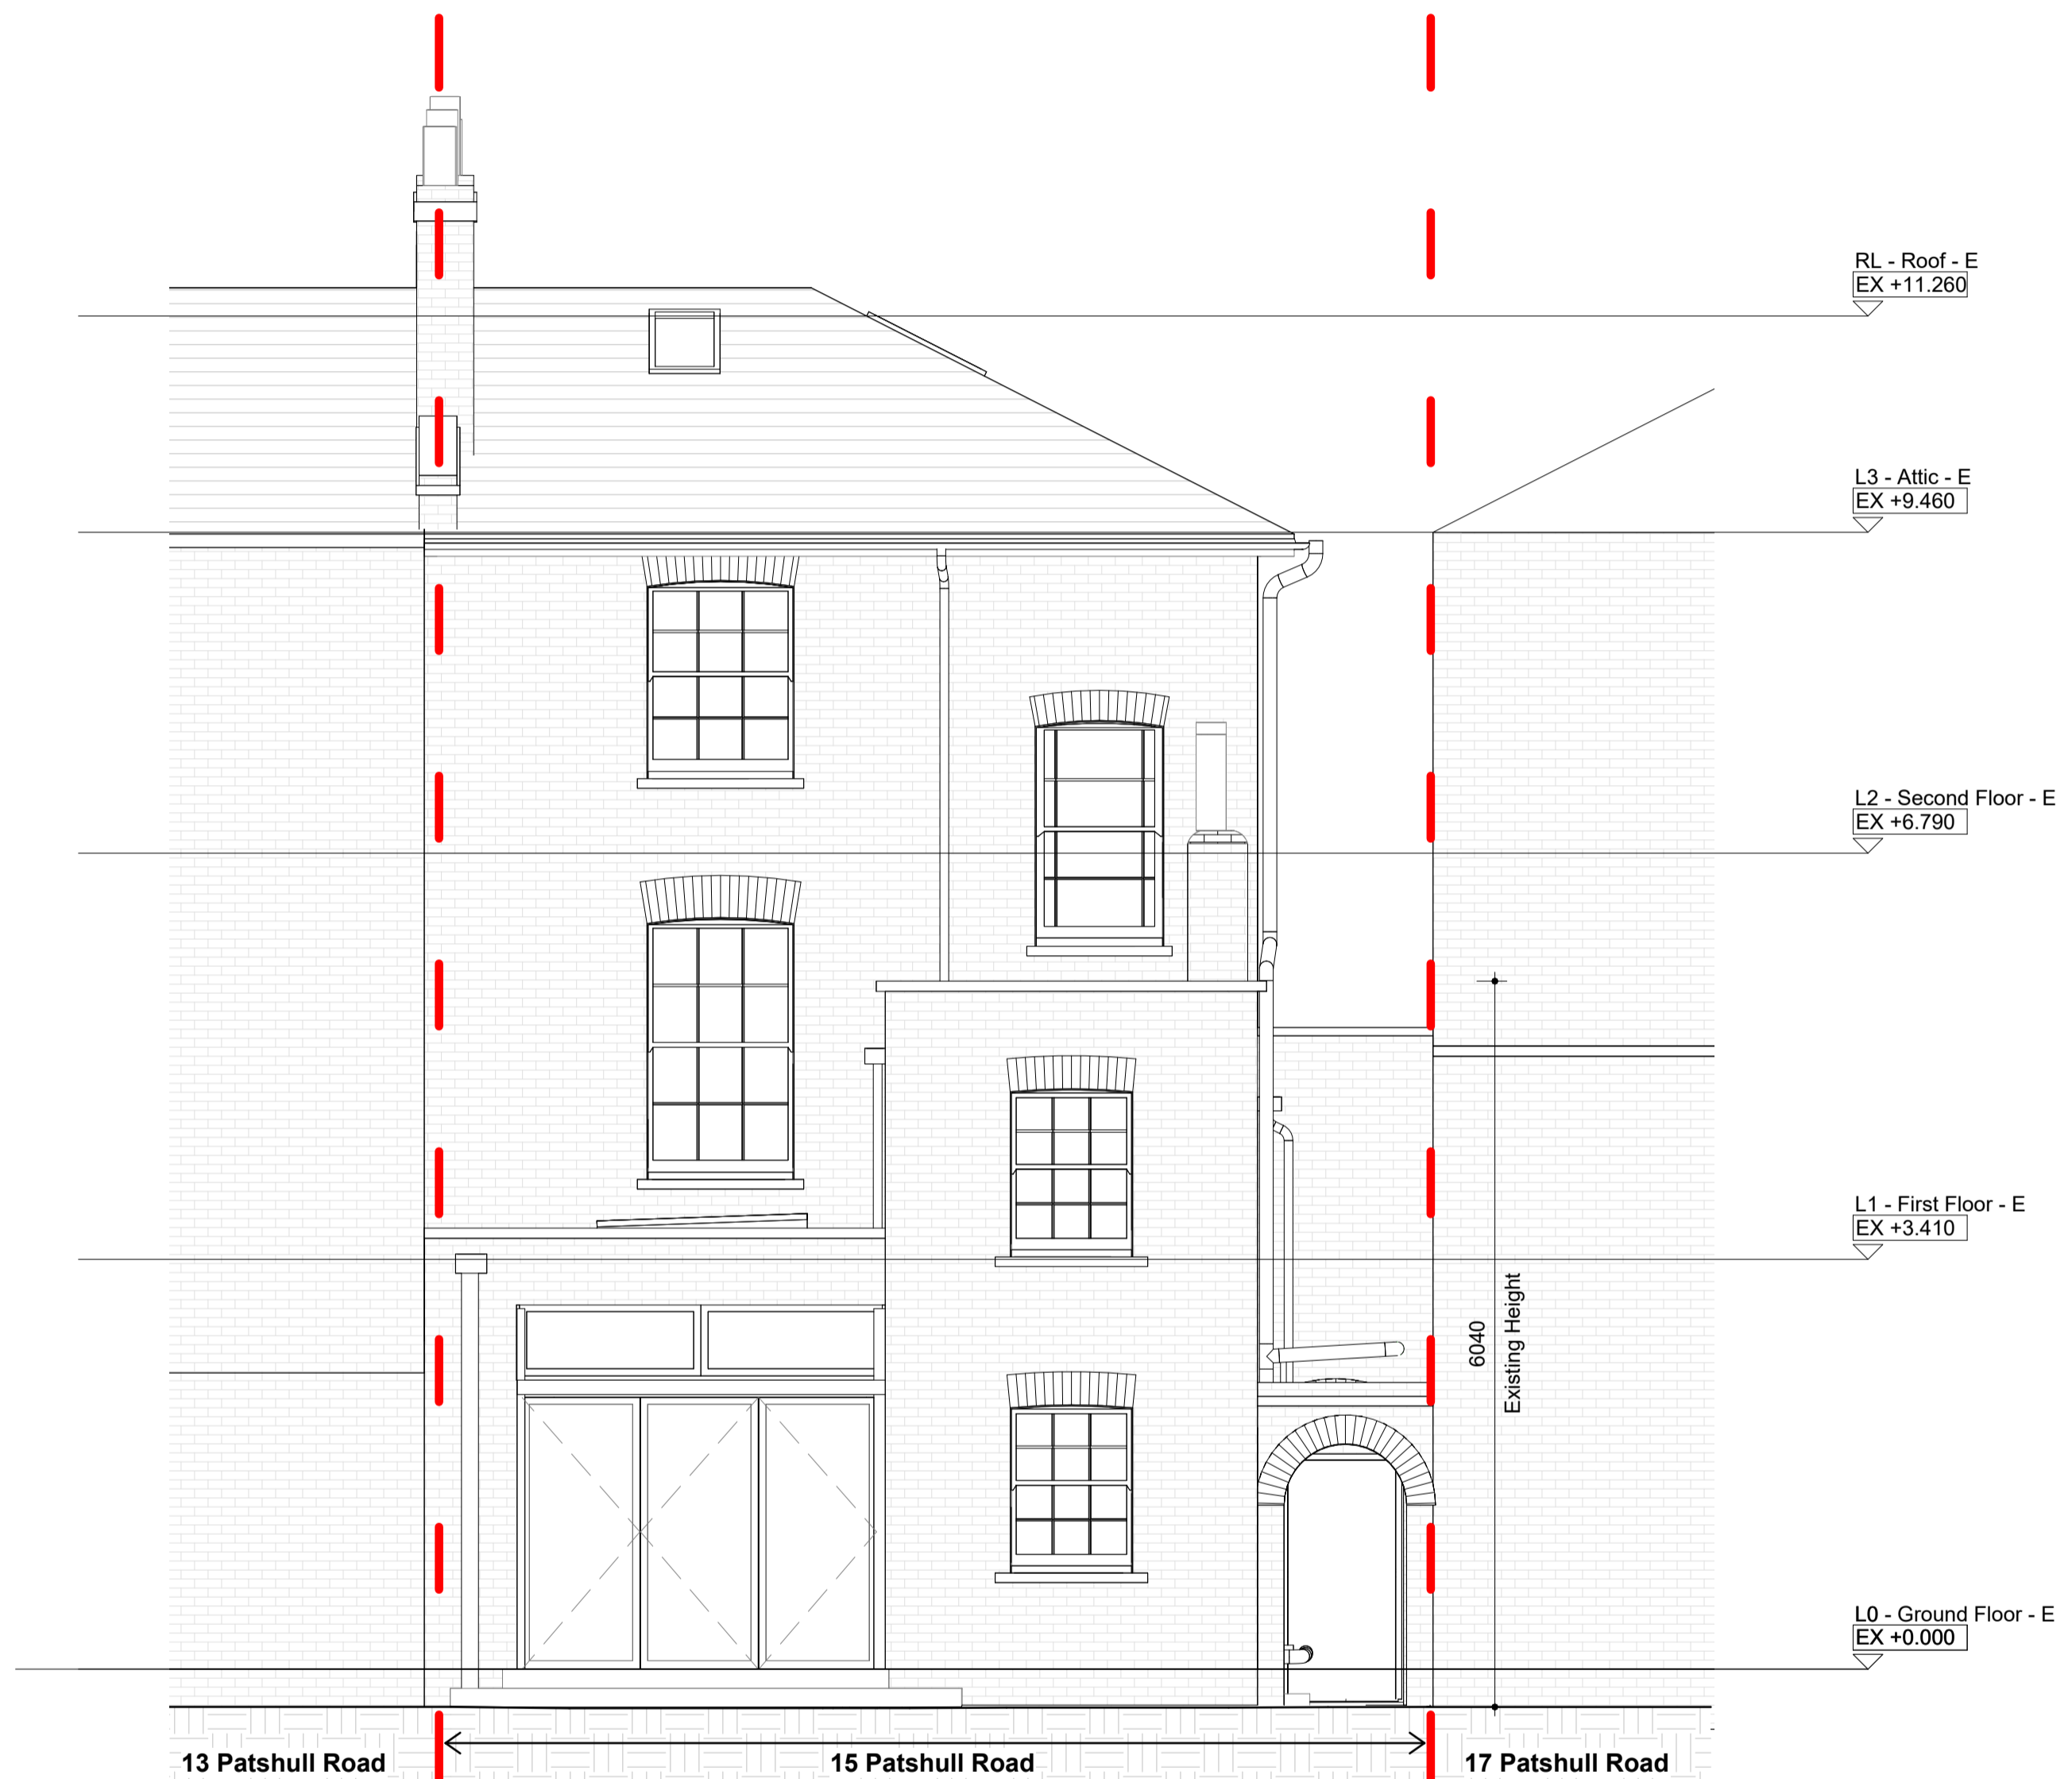 RL - Roof - E
EX +11.260
L3 - Attic - E
EX +9.460
L2 - Second Floor - E
EX +6.790
L1 - First Floor - E
EX +3.410
6040
Existing Height
L0 - Ground Floor - E
EX +0.000
13 Patshull Road
15 Patshull Road
17 Patshull Road